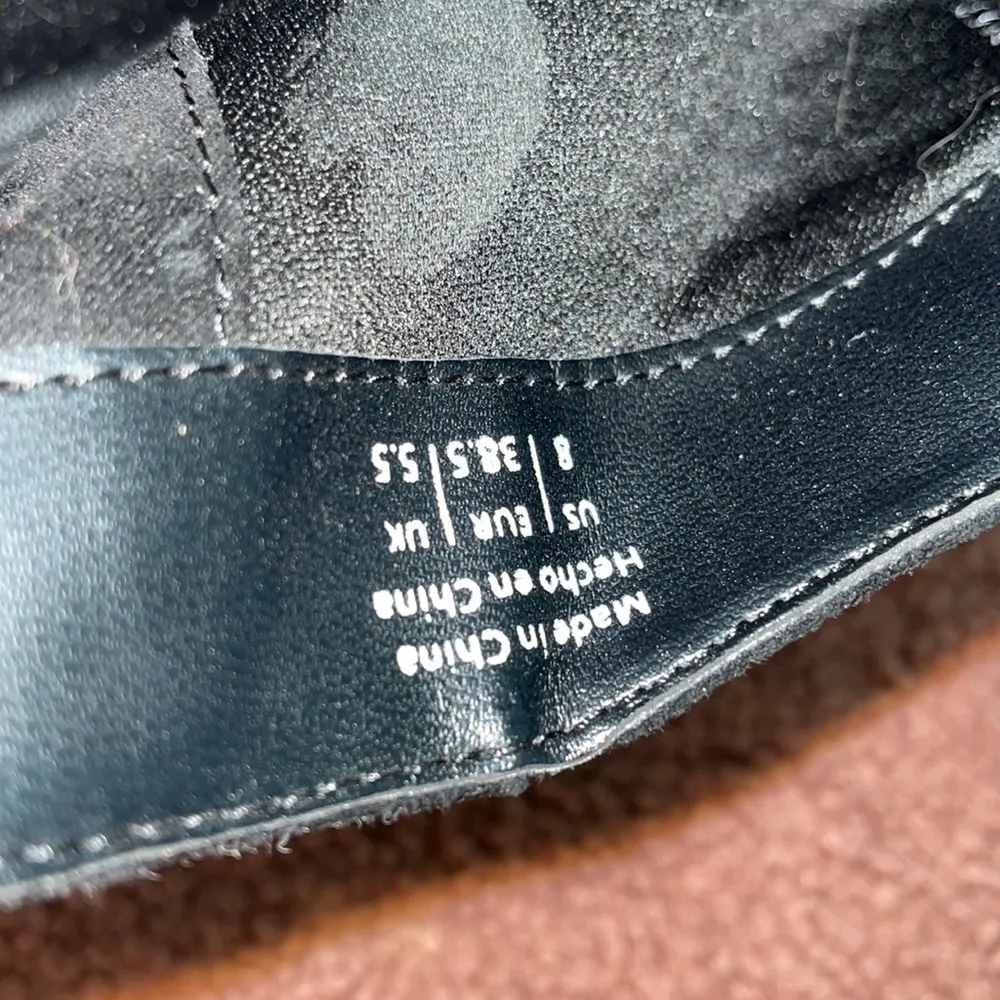 Made in China
Hecho en China
US | EUR | UK
8 | 38.5 | 5.5